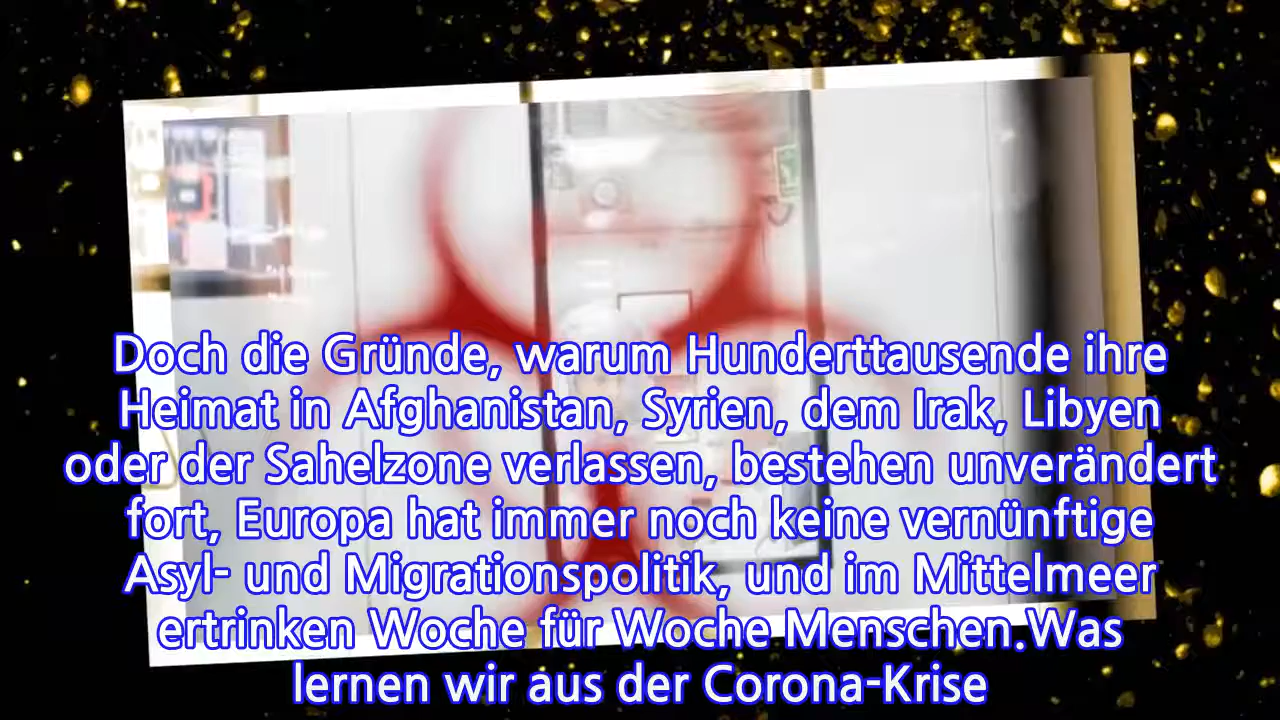 Doch die Gründe, warum Hunderttausende ihre
Heimat in Afghanistan, Syrien, dem Irak, Libyen
oder der Sahelzone verlassen, bestehen unverändert
fort, Europa hat immer noch keine vernünftige
Asyl- und Migrationspolitik, und im Mittelmeer
ertrinken Woche für Woche Menschen.Was
lernen wir aus der Corona-Krise